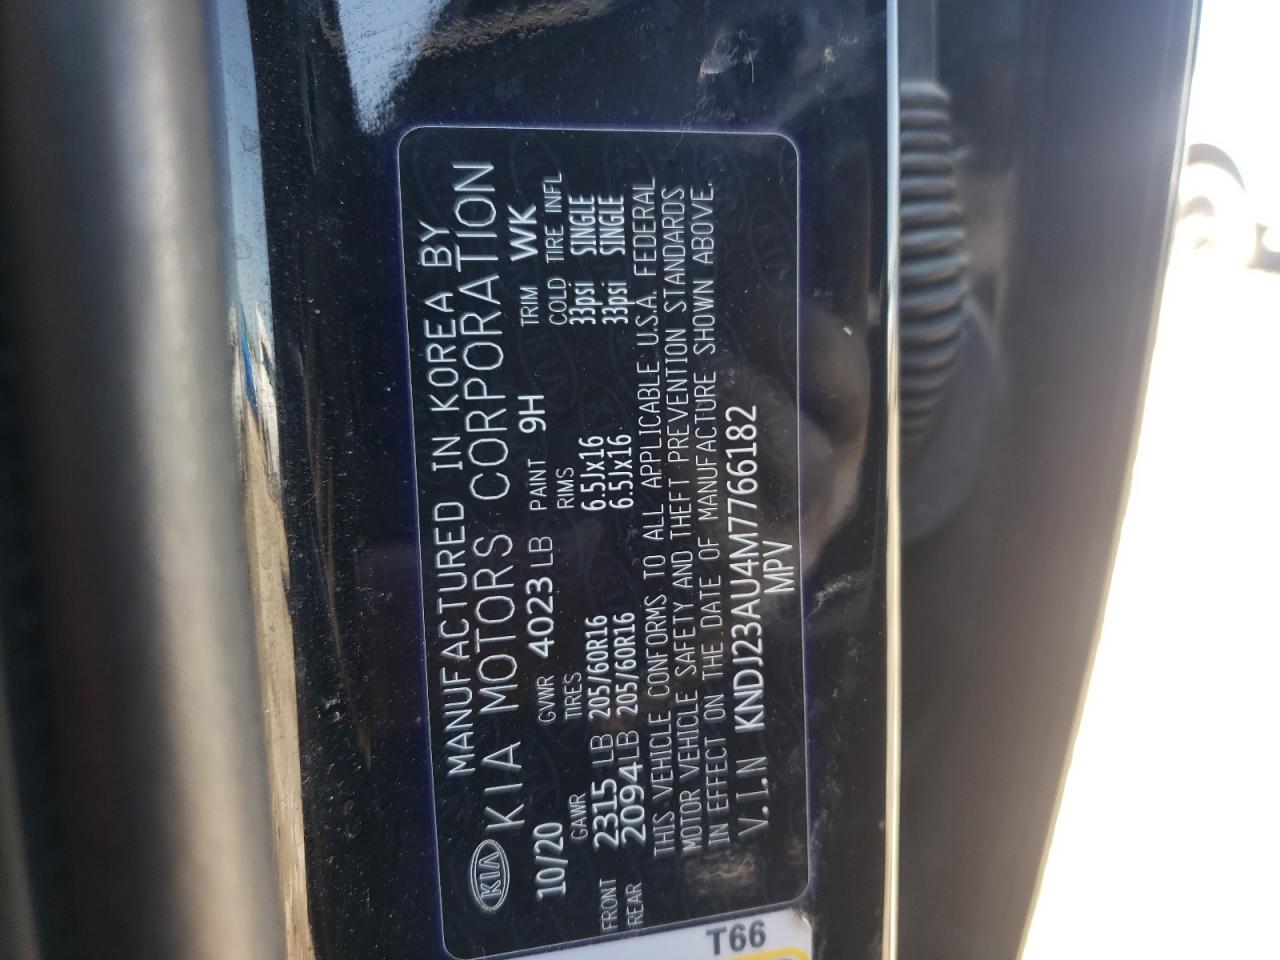 MANUFACTURED IN KOREA BY
KIA KIA MOTORS CORPORATION
10/20 GVWR 4023 LB PAINT 9H TRIM WK
GAWR TIRES RIMS COLD TIRE INFL
FRONT 2315 LB 205/60R16 6.5Jx16 33psi SINGLE
REAR 2094 LB 205/60R16 6.5Jx16 33psi SINGLE
THIS VEHICLE CONFORMS TO ALL APPLICABLE U.S.A. FEDERAL
MOTOR VEHICLE SAFETY AND THEFT PREVENTION STANDARDS
IN EFFECT ON THE DATE OF MANUFACTURE SHOWN ABOVE.
V.I.N KNDJ23AU4M7766182
MPV
T66